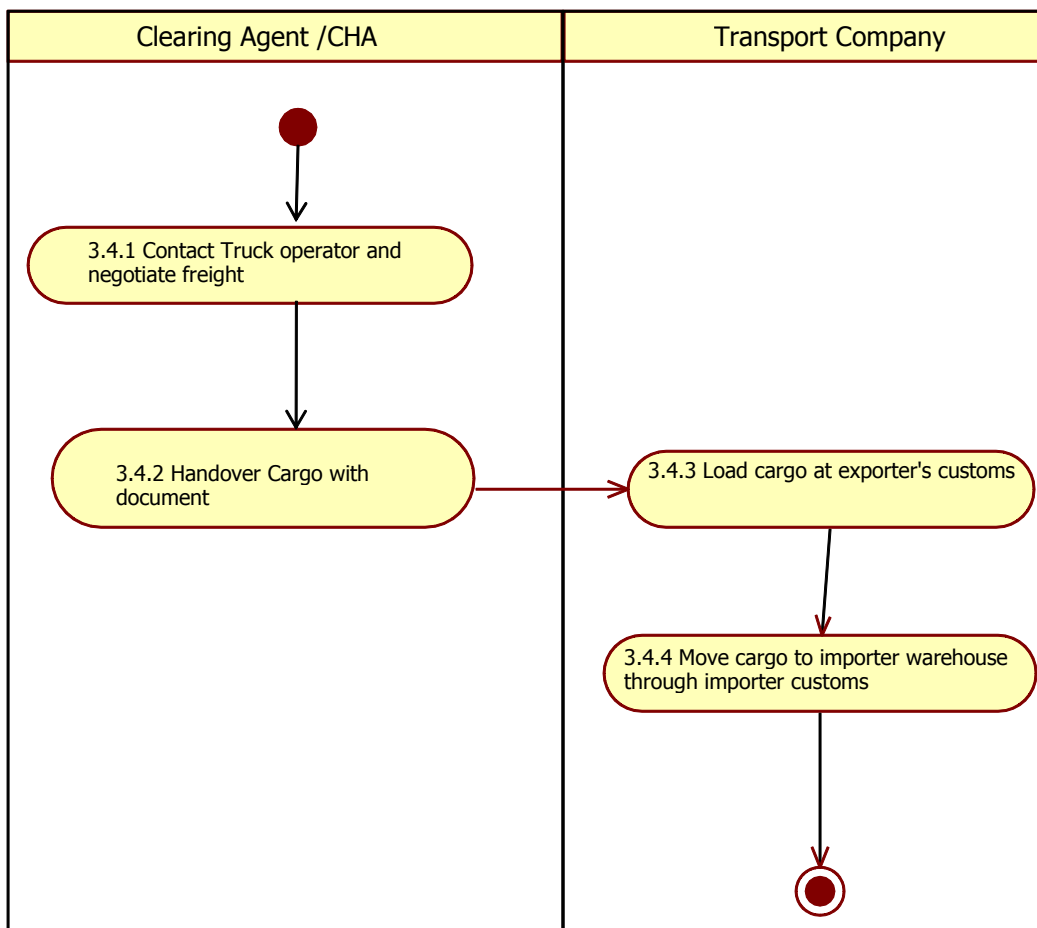 Clearing Agent /CHA
Transport Company
3.4.1 Contact Truck operator and
negotiate freight
3.4.2 Handover Cargo with
document
3.4.3 Load cargo at exporter's customs
3.4.4 Move cargo to importer warehouse
through importer customs